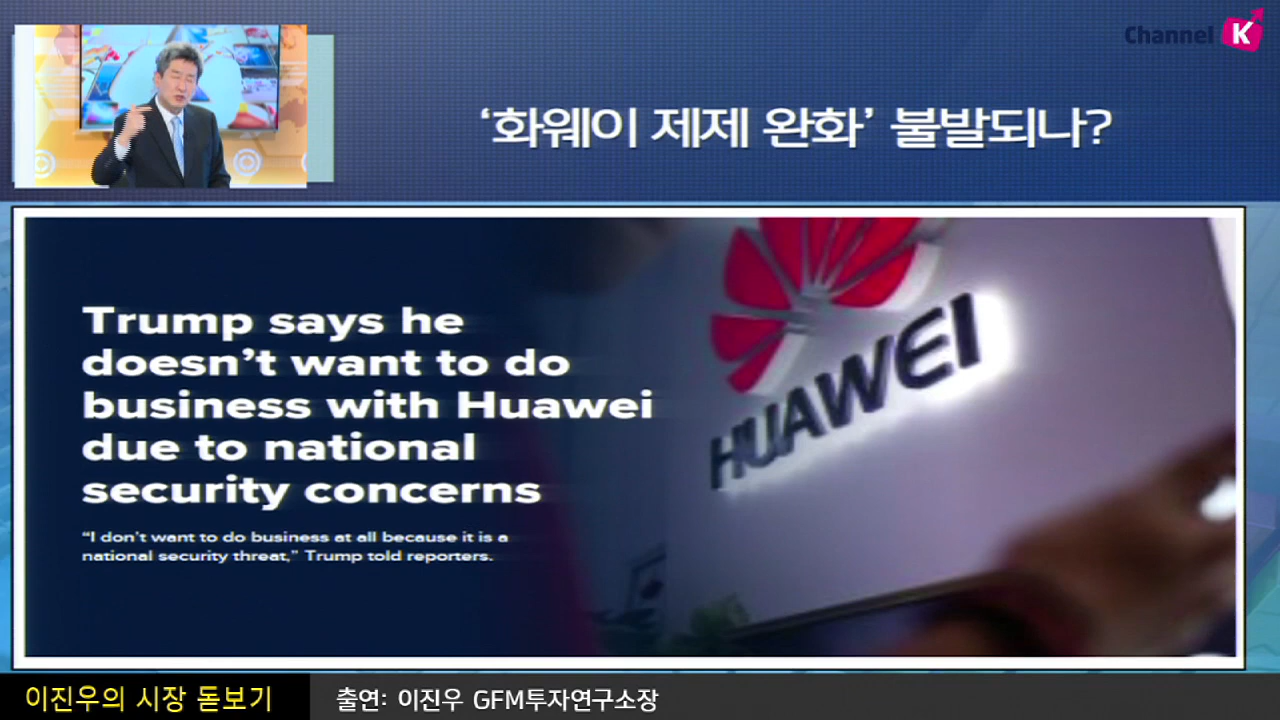 Channel K
‘화웨이 제제 완화’ 불발되나?
Trump says he
doesn’t want to do
business with Huawei
due to national
security concerns
“I don’t want to do business at all because it is a
national security threat,” Trump told reporters.
HUAWEI
이진우의 시장 돋보기
출연: 이진우 GFM투자연구소장